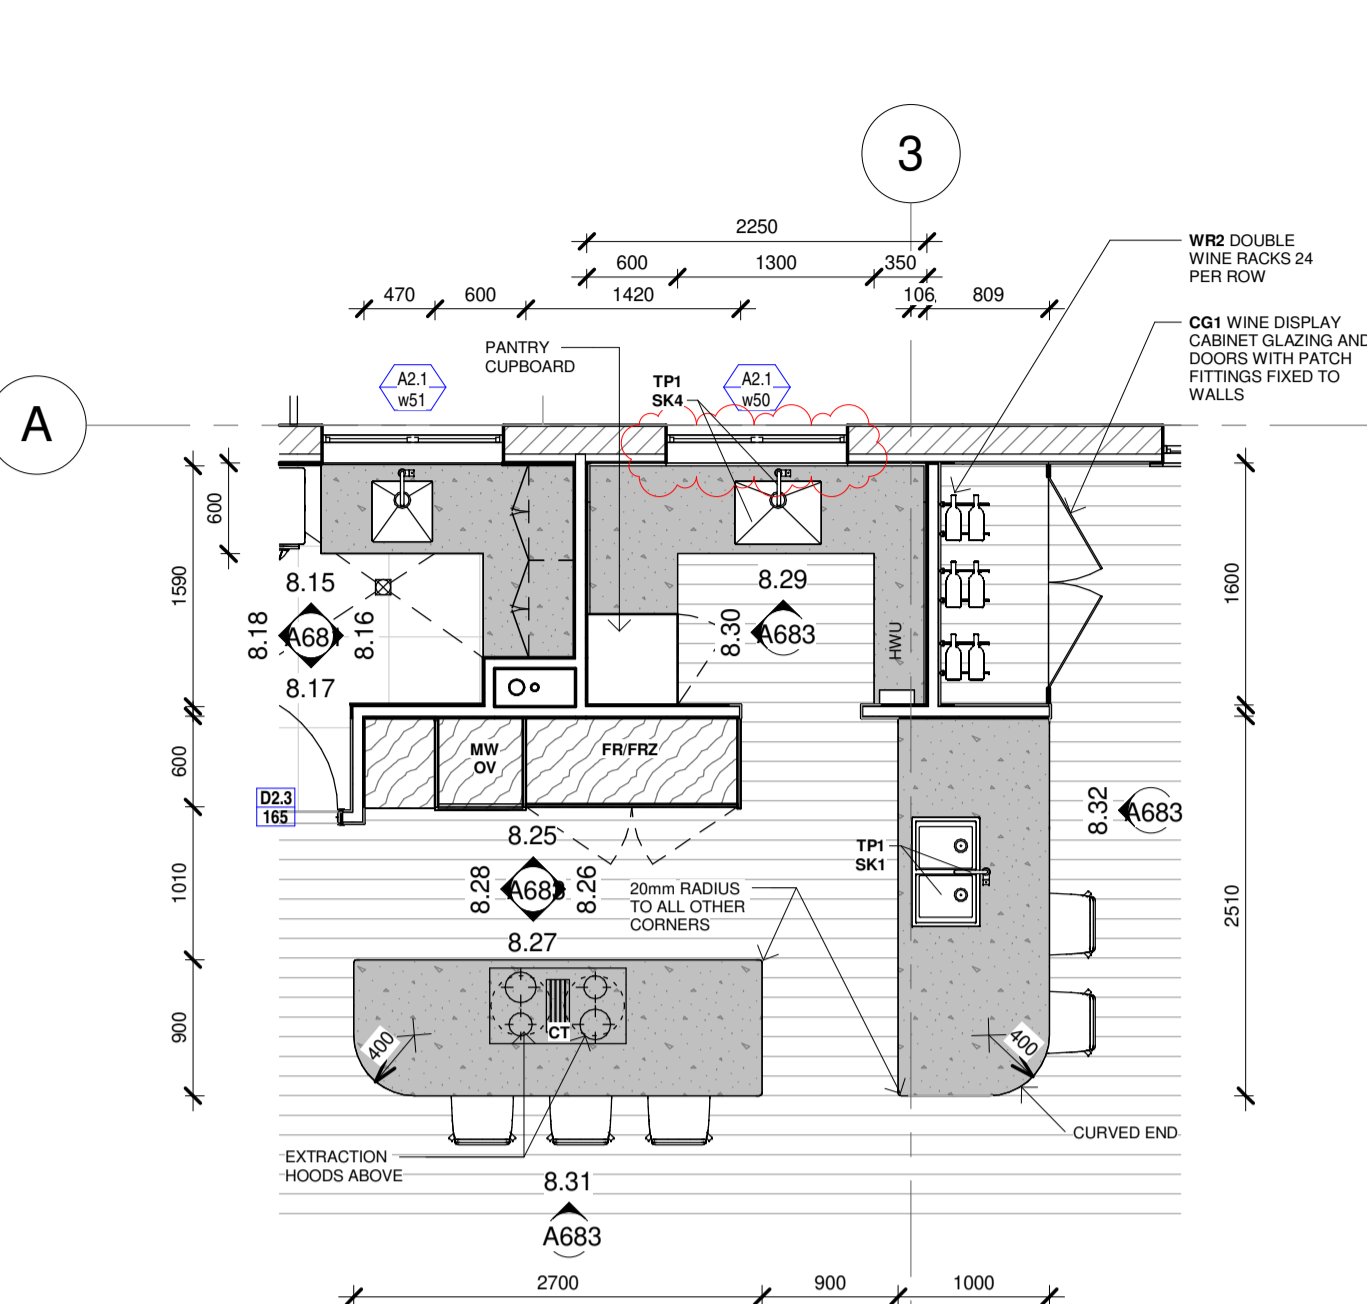 3
2250
600 1300 350
470 600 1420 106 809
WR2 DOUBLE
WINE RACKS 24
PER ROW
CG1 WINE DISPLAY
CABINET GLAZING AND
DOORS WITH PATCH
FITTINGS FIXED TO
WALLS
PANTRY
CUPBOARD
A2.1
w51
TP1
SK4
A2.1
w50
A
600
1590
8.15
8.18
A681
8.16
8.17
8.29
8.30
A683
HWU
1600
600
MW
OV
FR/FRZ
D2.3
165
8.25
8.28
A683
8.26
8.27
1010
20mm RADIUS
TO ALL OTHER
CORNERS
TP1
SK1
8.32
A683
2510
900
400
CT
400
CURVED END
EXTRACTION
HOODS ABOVE
8.31
A683
2700 900 1000